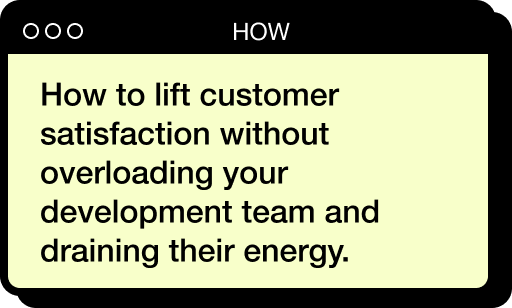 HOW
How to lift customer
satisfaction without
overloading your
development team and
draining their energy.